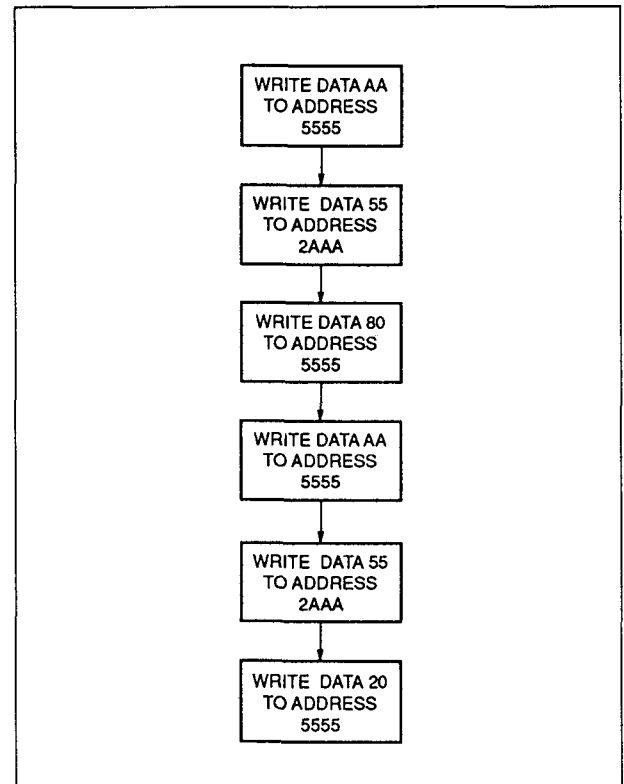 WRITE DATA AA
TO ADDRESS
5555
WRITE DATA 55
TO ADDRESS
2AAA
WRITE DATA 80
TO ADDRESS
5555
WRITE DATA AA
TO ADDRESS
5555
WRITE DATA 55
TO ADDRESS
2AAA
WRITE DATA 20
TO ADDRESS
5555